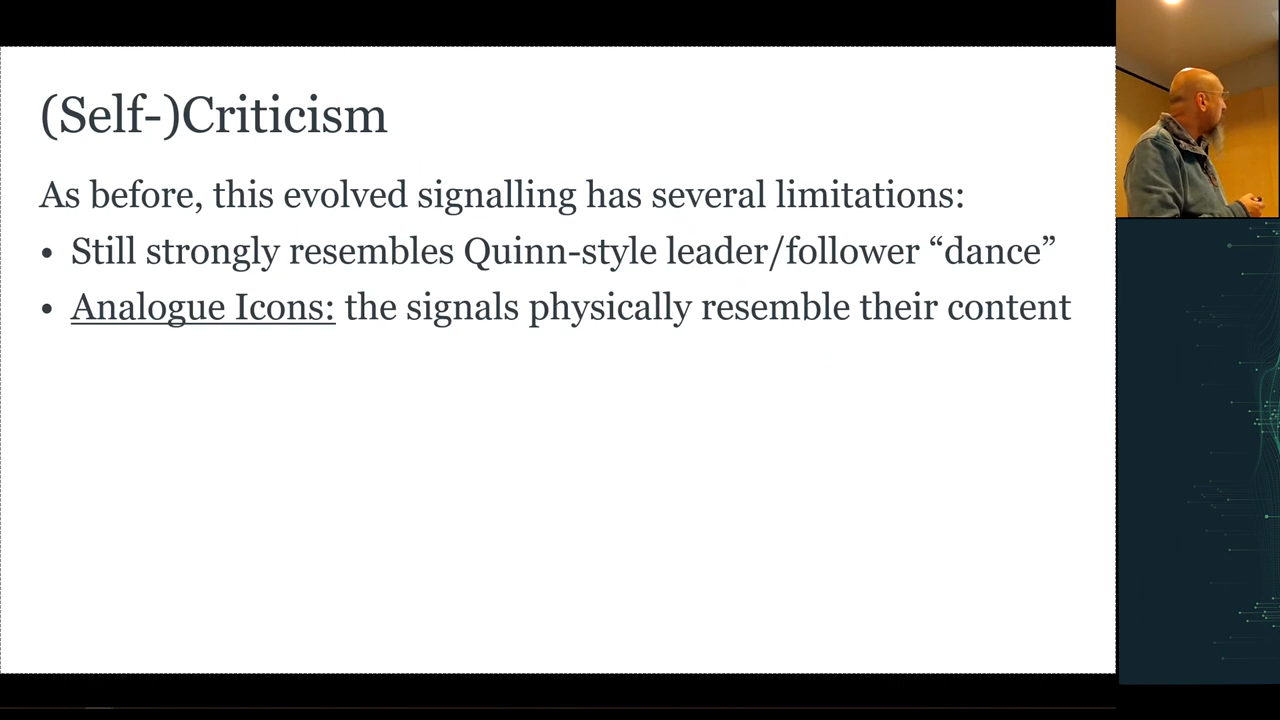 (Self-)Criticism
As before, this evolved signalling has several limitations:
• Still strongly resembles Quinn-style leader/follower “dance”
• Analogue Icons: the signals physically resemble their content